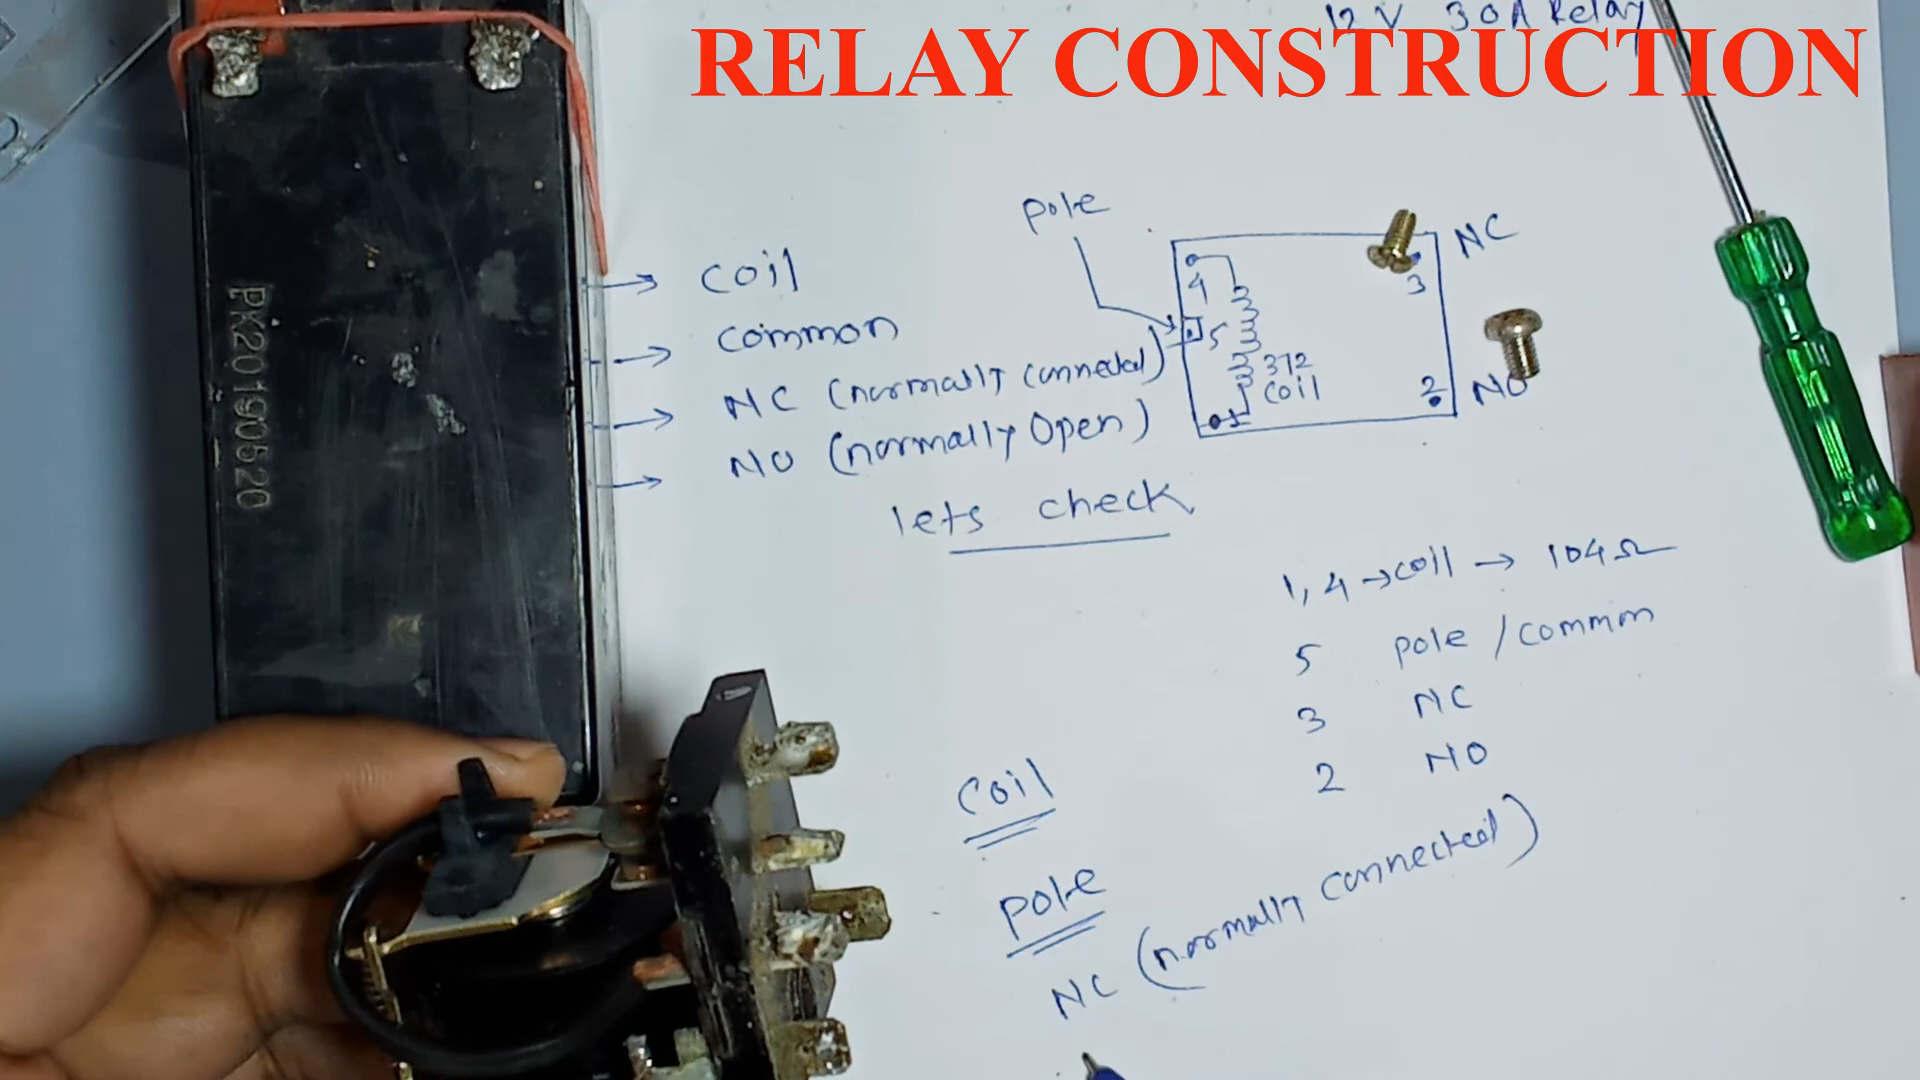 12V 30A Relay
RELAY CONSTRUCTION
pole
NC
4
3
5
372
coil
1
2
NO
coil
common
NC (normally connected)
NO (normally open)
lets check
1, 4 → coil → 104Ω
5 pole / common
3 NC
2 NO
coil
pole
NC (normally connected)
PK20190520